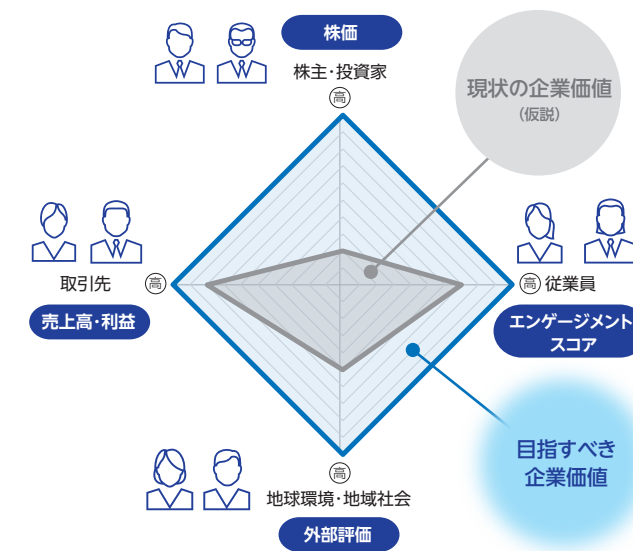 株価
株主・投資家
高
現状の企業価値
(仮説)
取引先
高
売上高・利益
高
従業員
エンゲージメント
スコア
目指すべき
企業価値
高
地球環境・地域社会
外部評価